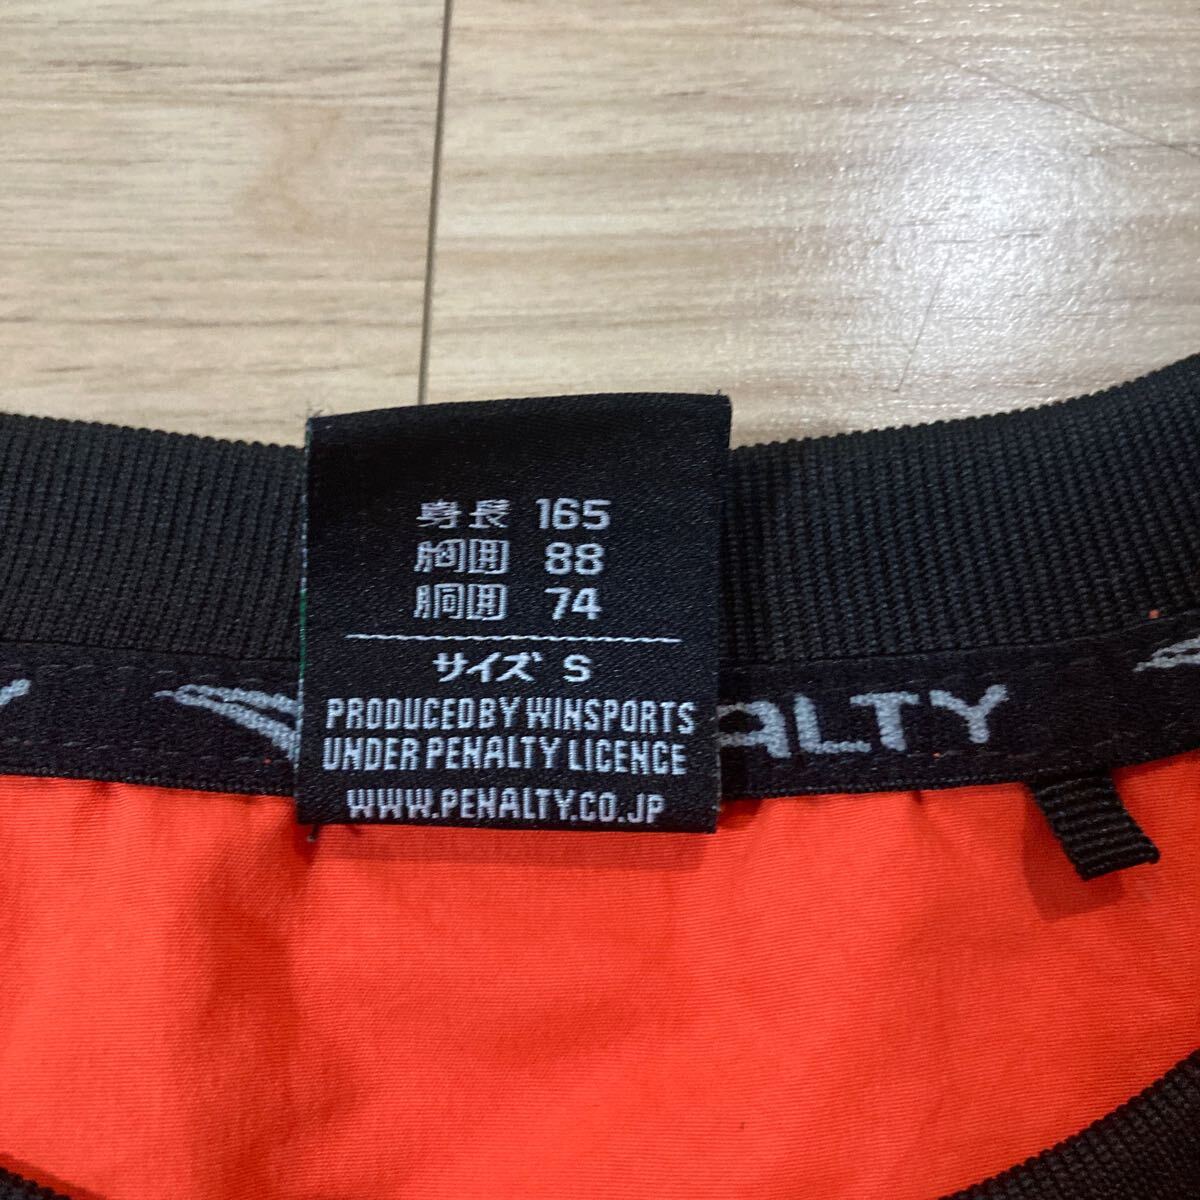 身長 165
胸囲 88
胴囲 74
サイズ S
PRODUCED BY WINSPORTS
UNDER PENALTY LICENCE
WWW.PENALTY.CO.JP
ALTY
Y